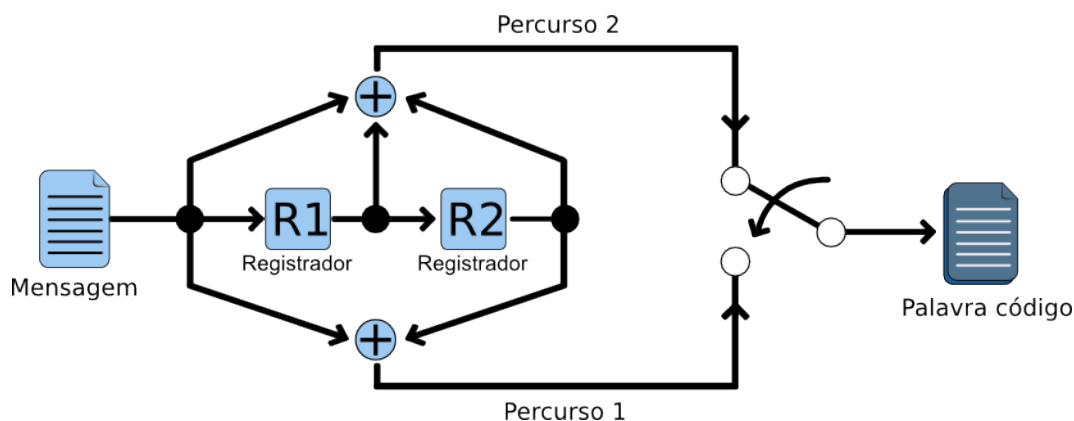 Percurso 2
R1
R2
Registrador
Registrador
Mensagem
Palavra código
Percurso 1